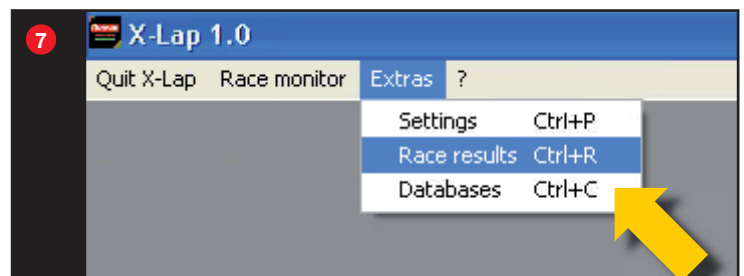 7
X-Lap 1.0
Quit X-Lap Race monitor Extras ?
Settings Ctrl+P
Race results Ctrl+R
Databases Ctrl+C